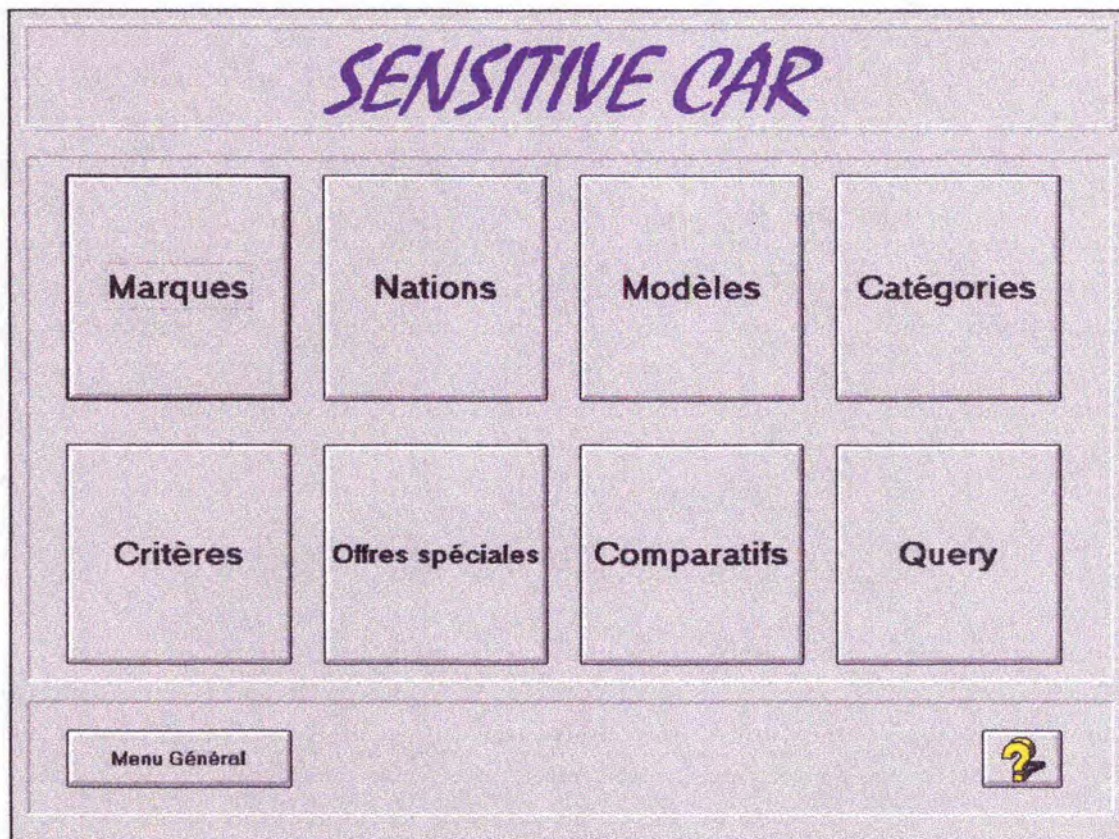 SENSITIVE CAR
Marques
Nations
Modèles
Catégories
Critères
Offres spéciales
Comparatifs
Query
Menu Général
?